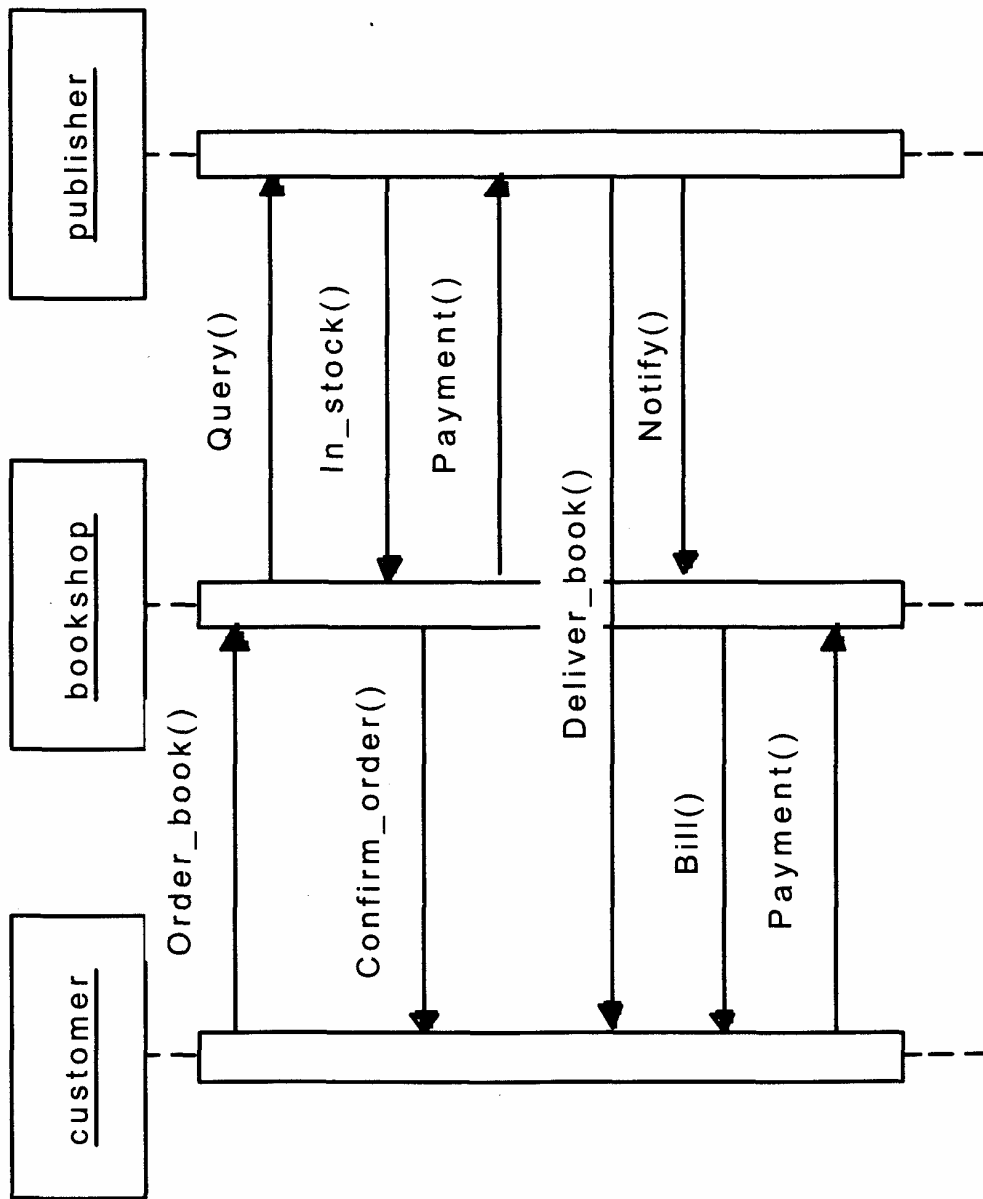 customer
bookshop
publisher
Order_book()
Query()
In_stock()
Confirm_order()
Payment()
Deliver_book()
Notify()
Bill()
Payment()